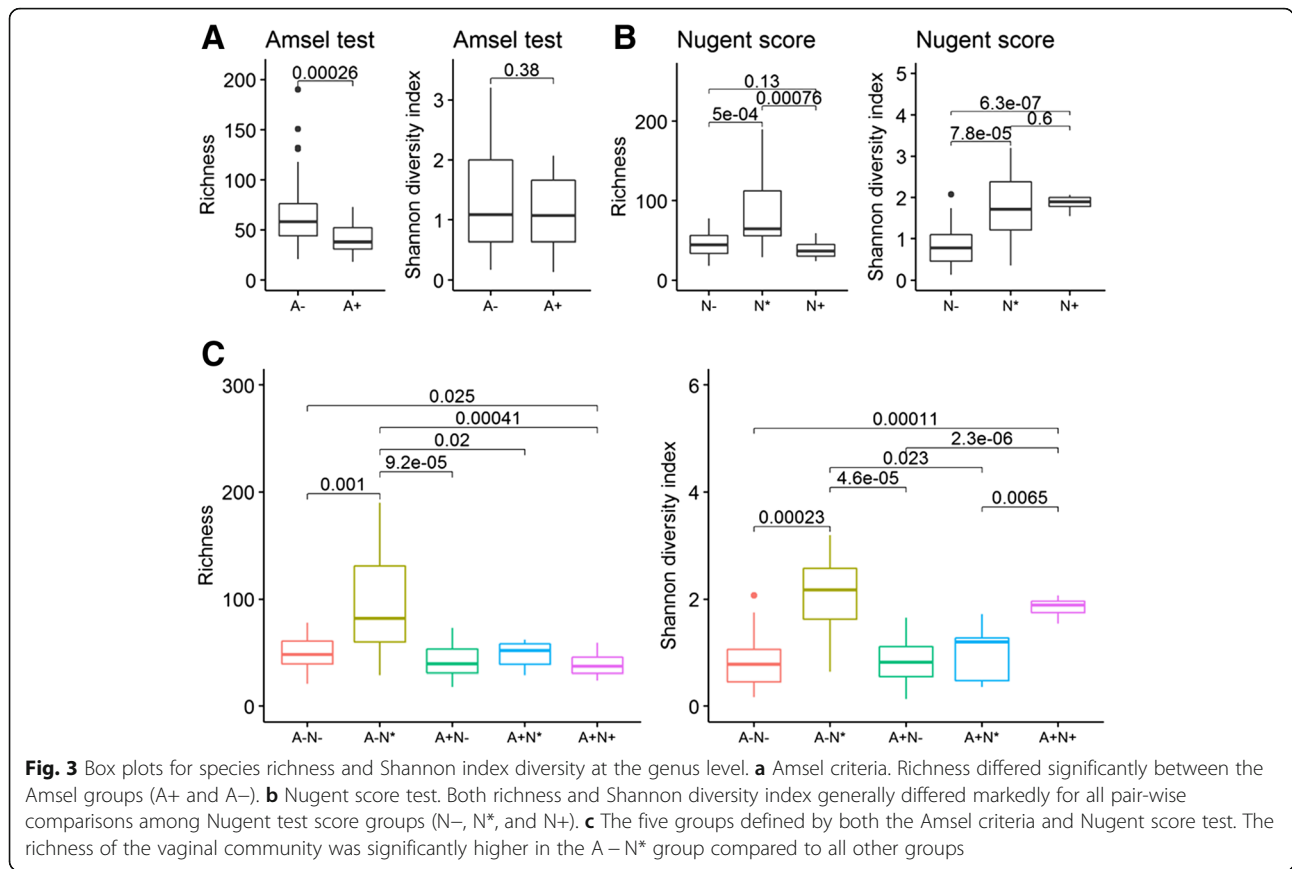 A
Amsel test
Amsel test
B
Nugent score
Nugent score
0.00026
200
150
100
50
0
Richness
A-
A+
0.38
3
2
1
0
Shannon diversity index
A-
A+
0.13
0.00076
5e-04
200
100
0
Richness
N-
N*
N+
5
4
3
2
1
0
6.3e-07
0.6
7.8e-05
Shannon diversity index
N-
N*
N+
C
300
200
100
0
Richness
0.025
0.00041
0.02
9.2e-05
0.001
A-N-
A-N*
A+N-
A+N*
A+N+
6
4
2
0
Shannon diversity index
0.00011
2.3e-06
0.023
4.6e-05
0.0065
0.00023
A-N-
A-N*
A+N-
A+N*
A+N+
Fig. 3 Box plots for species richness and Shannon index diversity at the genus level. a Amsel criteria. Richness differed significantly between the
Amsel groups (A+ and A−). b Nugent score test. Both richness and Shannon diversity index generally differed markedly for all pair-wise
comparisons among Nugent test score groups (N−, N*, and N+). c The five groups defined by both the Amsel criteria and Nugent score test. The
richness of the vaginal community was significantly higher in the A − N* group compared to all other groups